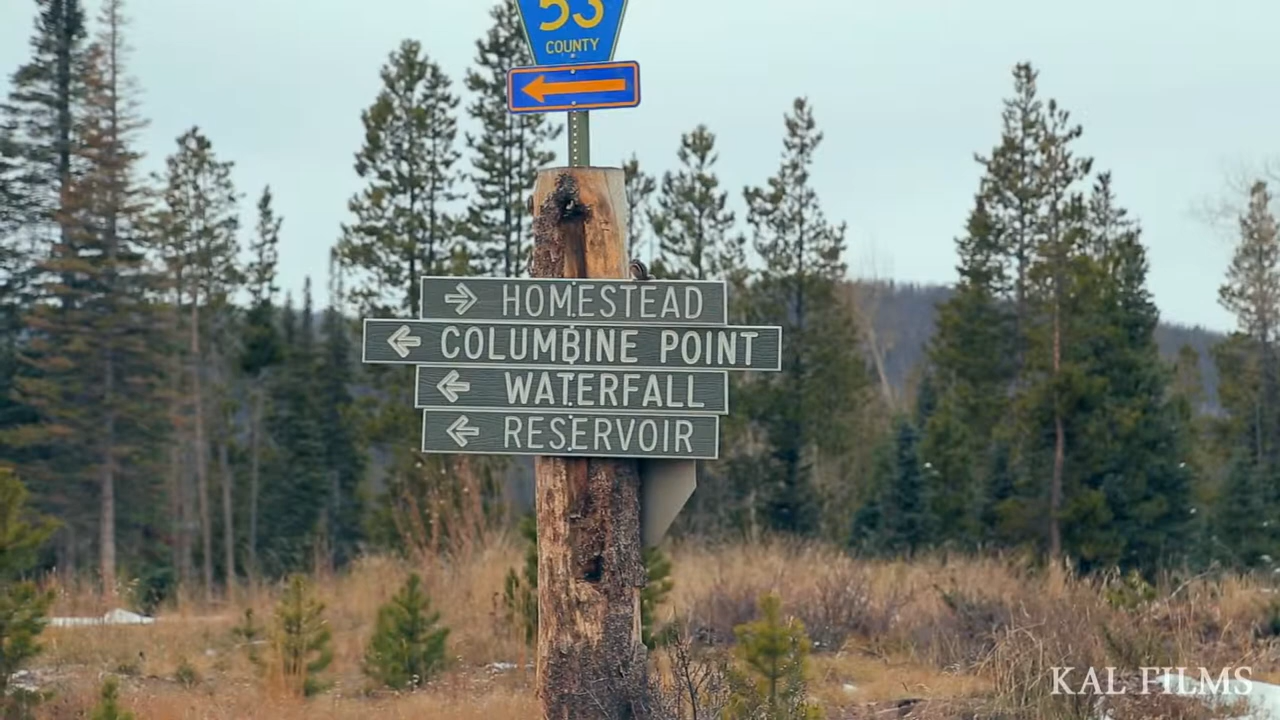 53
COUNTY
HOMESTEAD
COLUMBINE POINT
WATERFALL
RESERVOIR
KAL FILMS